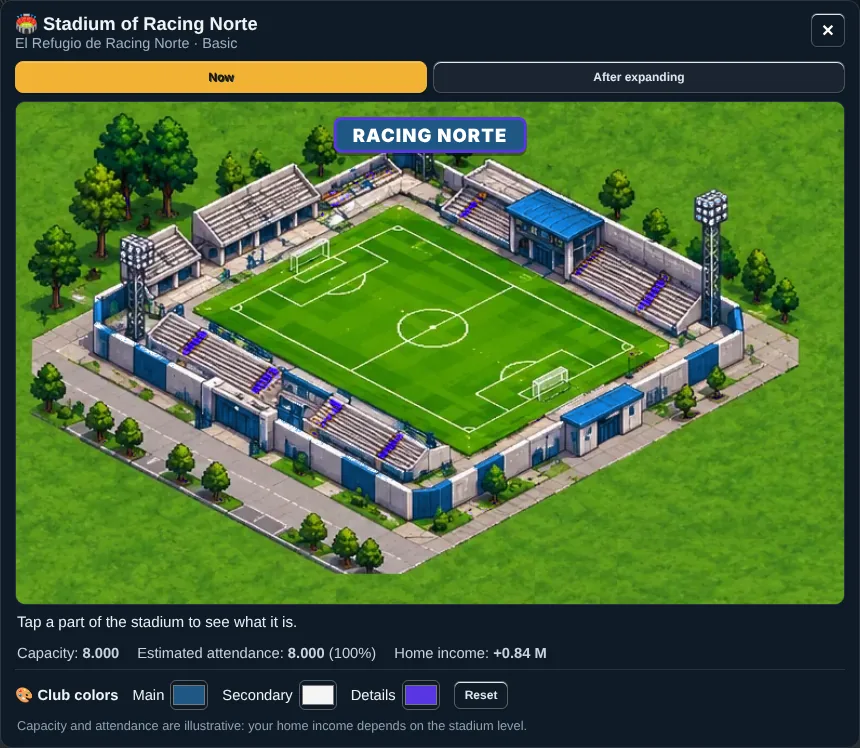 Stadium of Racing Norte
El Refugio de Racing Norte · Basic
×
Now
After expanding
RACING NORTE
Tap a part of the stadium to see what it is.
Capacity: 8.000 Estimated attendance: 8.000 (100%) Home income: +0.84 M
Club colors Main Secondary Details Reset
Capacity and attendance are illustrative: your home income depends on the stadium level.